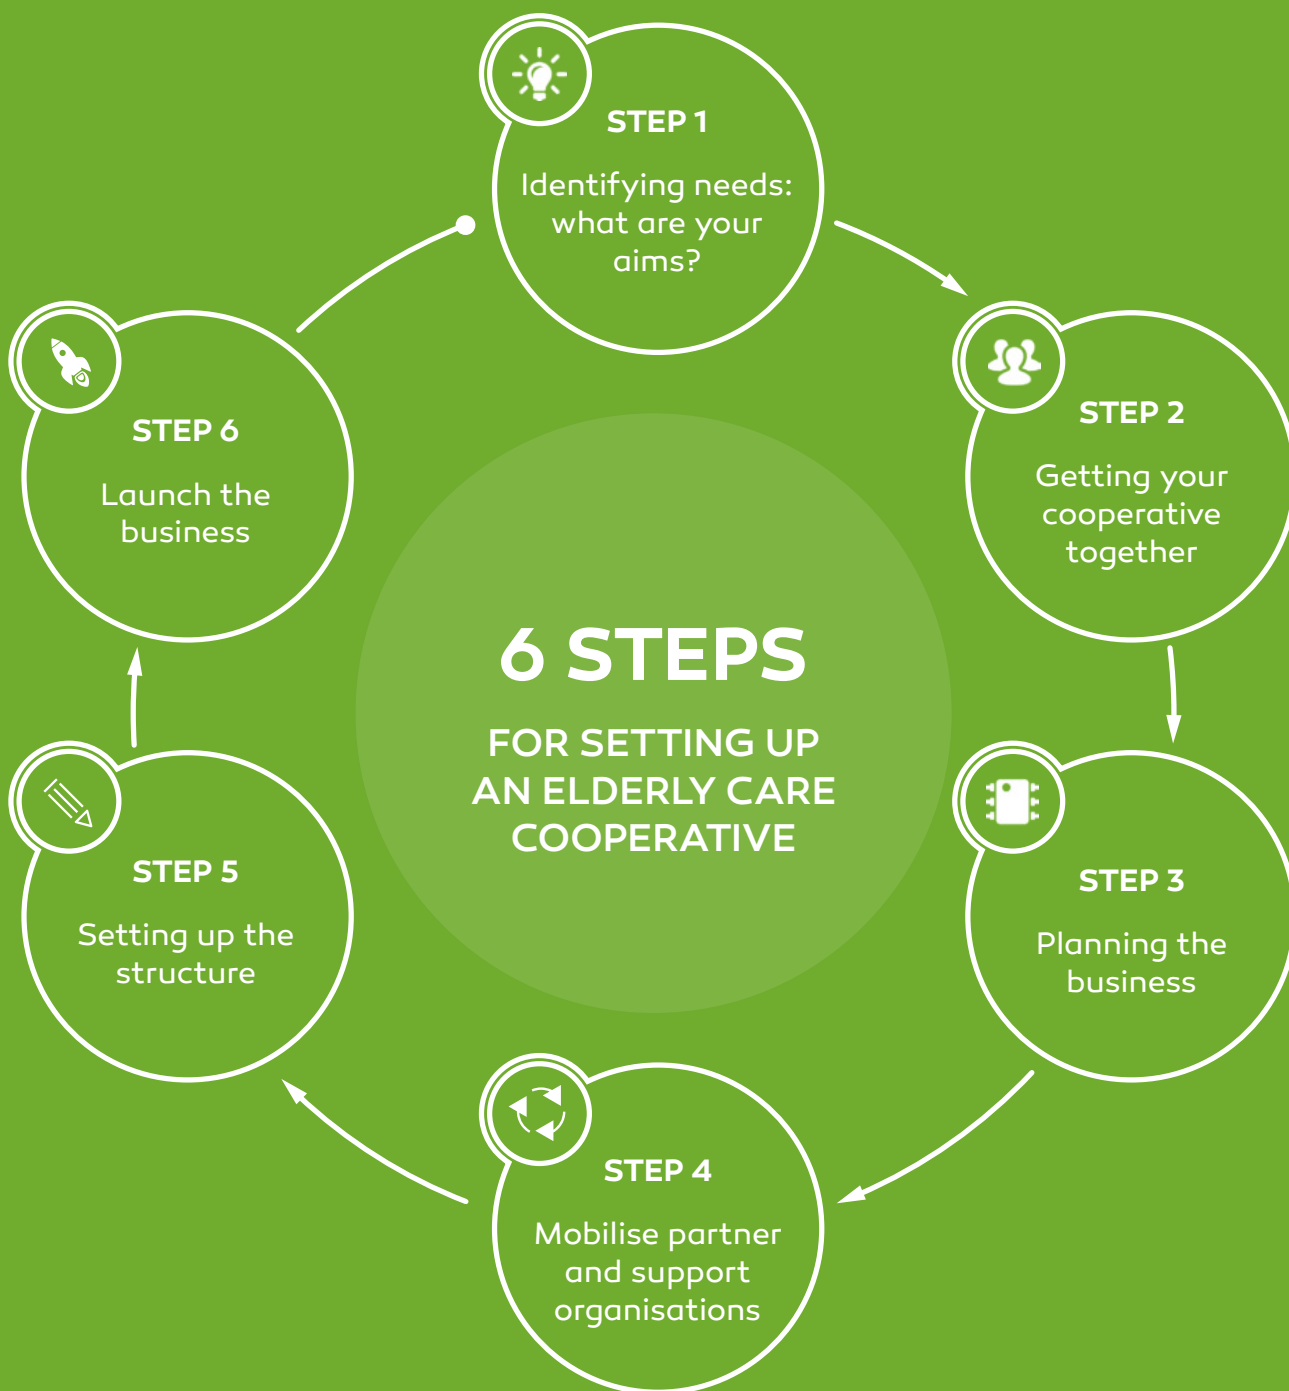 STEP 1
Identifying needs:
what are your
aims?
STEP 2
Getting your
cooperative
together
STEP 3
Planning the
business
STEP 4
Mobilise partner
and support
organisations
STEP 5
Setting up the
structure
STEP 6
Launch the
business
6 STEPS
FOR SETTING UP
AN ELDERLY CARE
COOPERATIVE